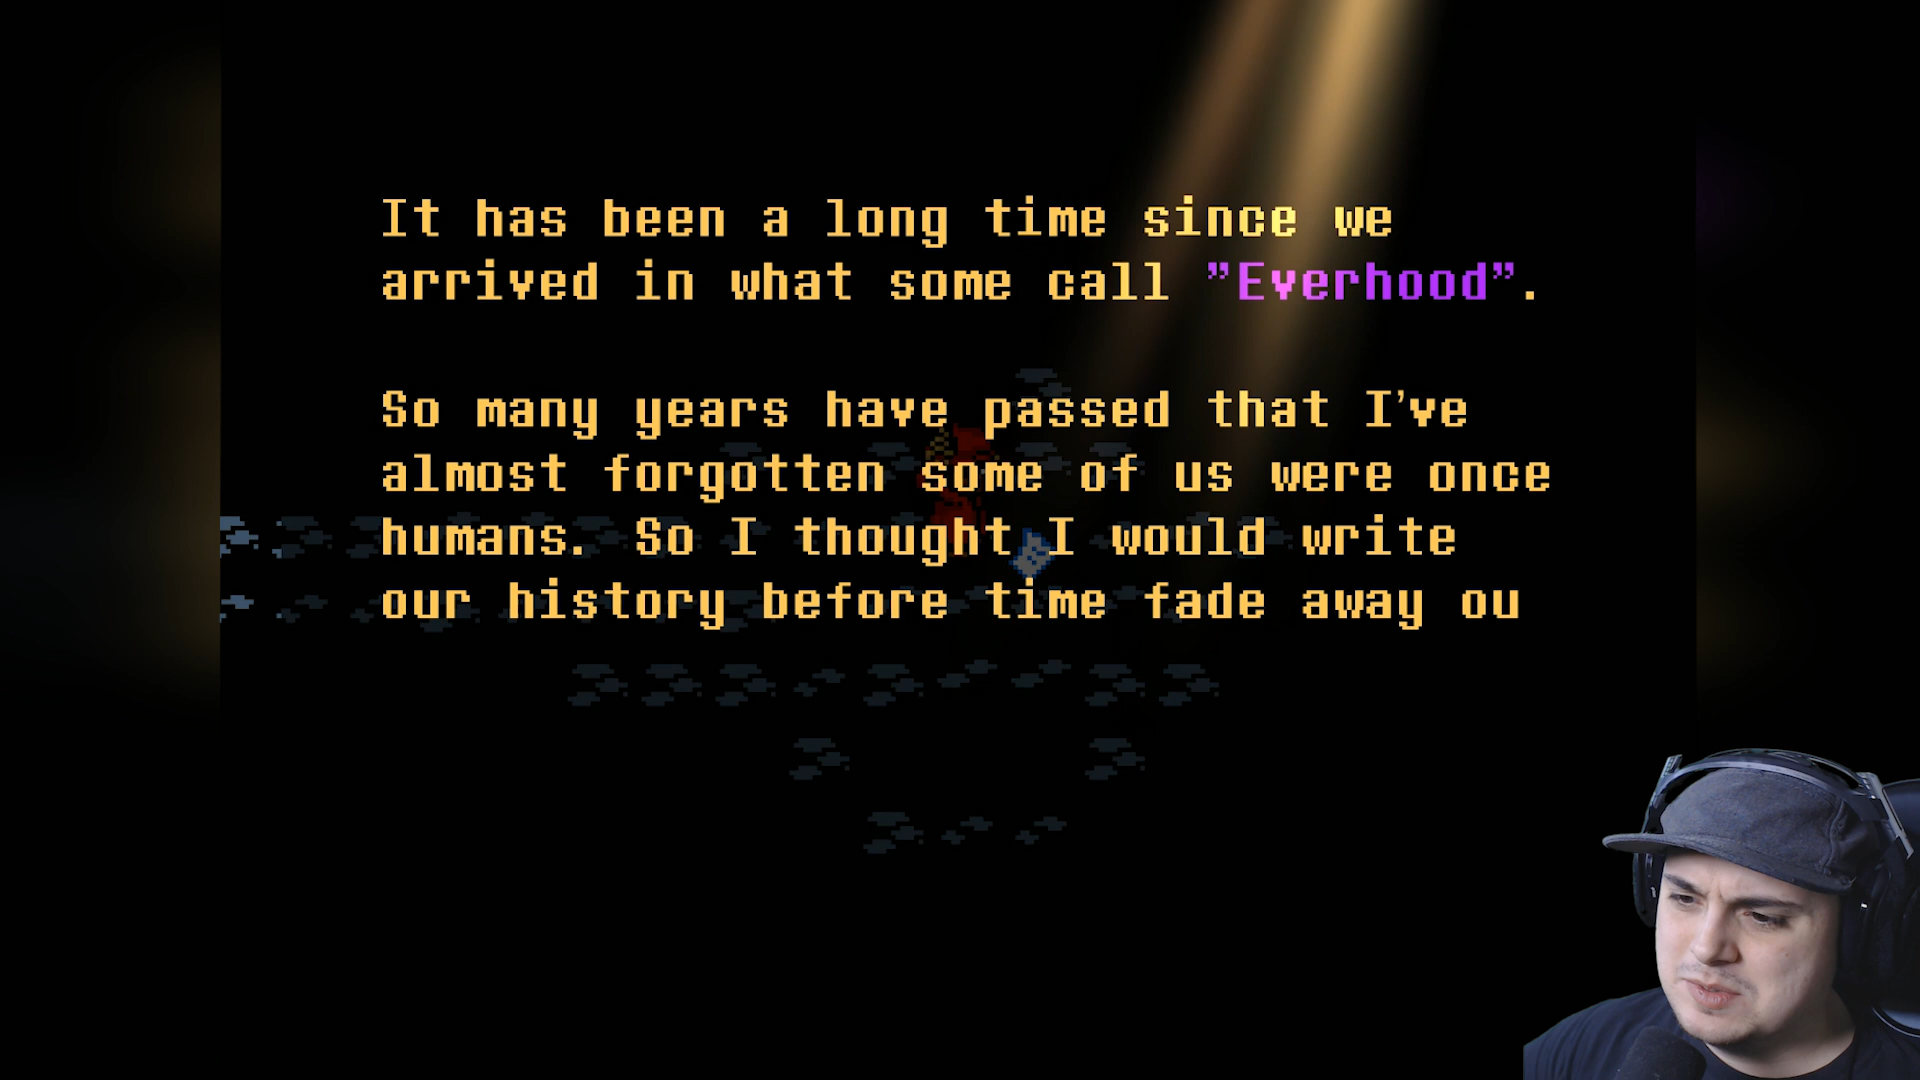 It has been a long time since we
arrived in what some call "Everhood".
So many years have passed that I've
almost forgotten some of us were once
humans. So I thought I would write
our history before time fade away ou